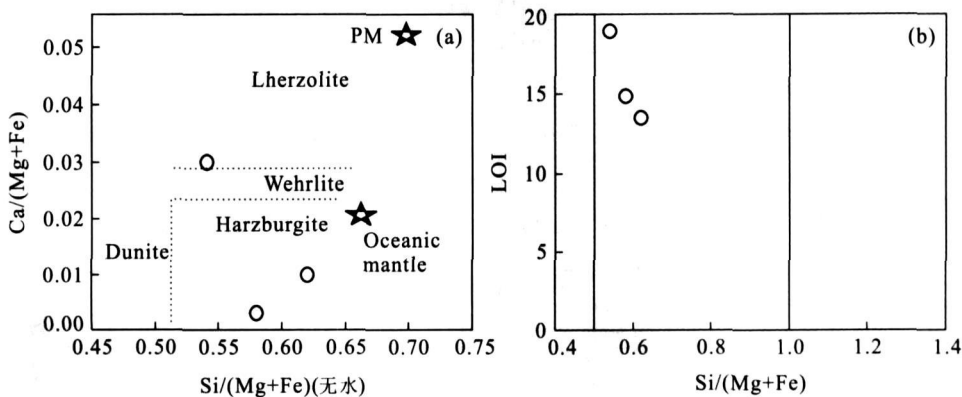 PM
(a)
Lherzolite
Wehrlite
Harzburgite
Dunite
Oceanic
mantle
Ca/(Mg+Fe)
0.05
0.04
0.03
0.02
0.01
0.00
0.45
0.50
0.55
0.60
0.65
0.70
0.75
Si/(Mg+Fe)(无水)
(b)
LOI
20
15
10
5
0
0.4
0.6
0.8
1.0
1.2
1.4
Si/(Mg+Fe)